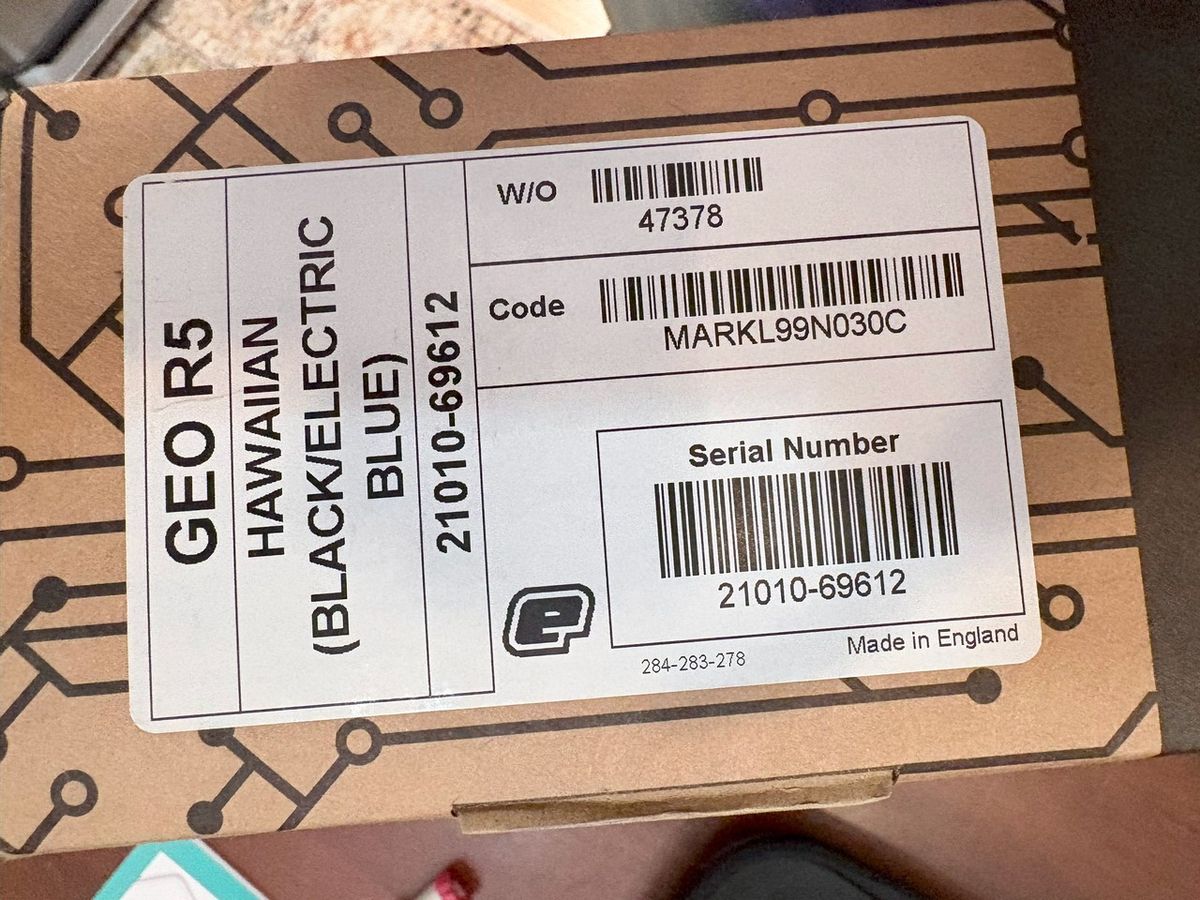 GEO R5
HAWAIIAN
(BLACK/ELECTRIC
BLUE)
21010-69612
W/O
47378
Code
MARKL99N030C
Serial Number
21010-69612
e
284-283-278
Made in England